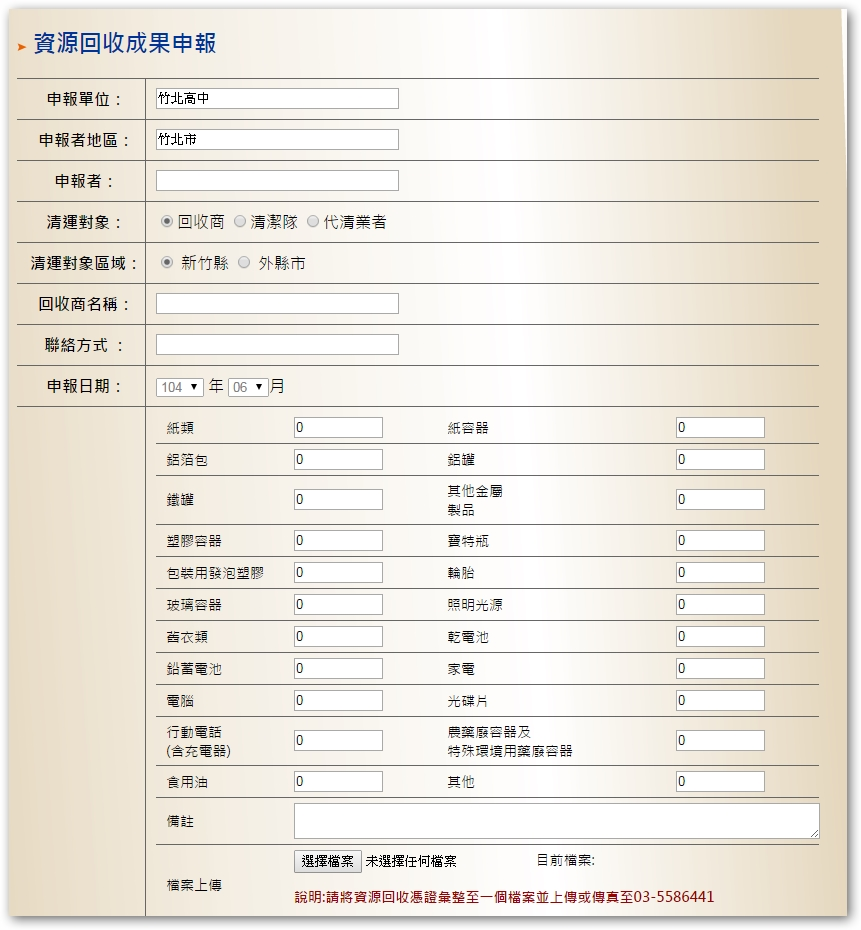 資源回收成果申報
申報單位： 竹北高中
申報者地區： 竹北市
申報者：
清運對象： 回收商 清潔隊 代清業者
清運對象區域： 新竹縣 外縣市
回收商名稱：
聯絡方式 ：
申報日期： 104 年 06 月
紙類 0 紙容器 0
鋁箔包 0 鋁罐 0
鐵罐 0 其他金屬 0
製品
塑膠容器 0 寶特瓶 0
包裝用發泡塑膠 0 輪胎 0
玻璃容器 0 照明光源 0
舊衣類 0 乾電池 0
鉛蓄電池 0 家電 0
電腦 0 光碟片 0
行動電話 0 農藥廢容器及 0
(含充電器) 特殊環境用藥廢容器
食用油 0 其他 0
備註
選擇檔案 未選擇任何檔案 目前檔案:
檔案上傳
說明:請將資源回收憑證彙整至一個檔案並上傳或傳真至03-5586441